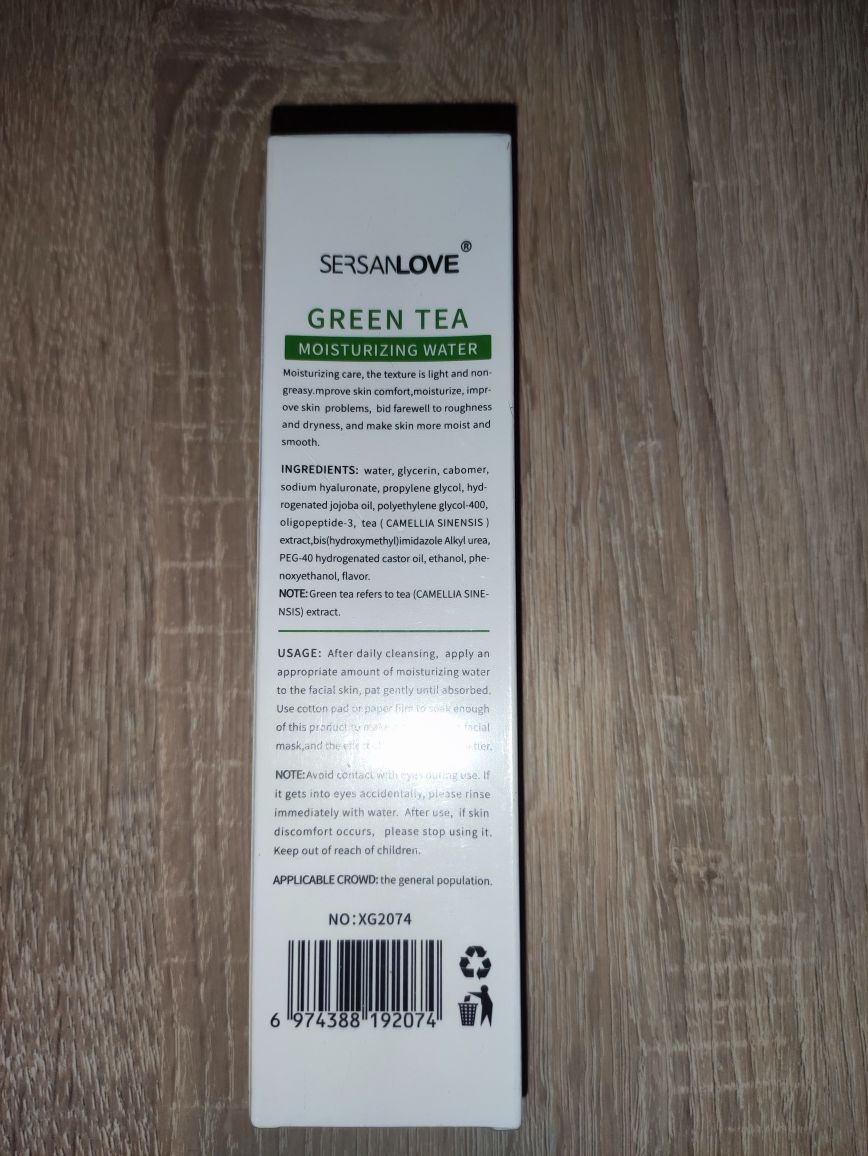 SERSANLOVE®
GREEN TEA
MOISTURIZING WATER
Moisturizing care, the texture is light and non-
greasy.mprove skin comfort,moisturize, impr-
ove skin problems, bid farewell to roughness
and dryness, and make skin more moist and
smooth.
INGREDIENTS: water, glycerin, cabomer,
sodium hyaluronate, propylene glycol, hyd-
rogenated jojoba oil, polyethylene glycol-400,
oligopeptide-3, tea ( CAMELLIA SINENSIS )
extract,bis(hydroxymethyl)imidazole Alkyl urea,
PEG-40 hydrogenated castor oil, ethanol, phe-
noxyethanol, flavor.
NOTE: Green tea refers to tea (CAMELLIA SINE-
NSIS) extract.
USAGE: After daily cleansing, apply an
appropriate amount of moisturizing water
to the facial skin, pat gently until absorbed.
Use cotton pad or paper film to soak enough
of this product to make facial
mask,and the
NOTE: Avoid contact with eyes during use. If
it gets into eyes accidentally, please rinse
immediately with water. After use, if skin
discomfort occurs, please stop using it.
Keep out of reach of children.
APPLICABLE CROWD: the general population.
NO:XG2074
6 974388 192074